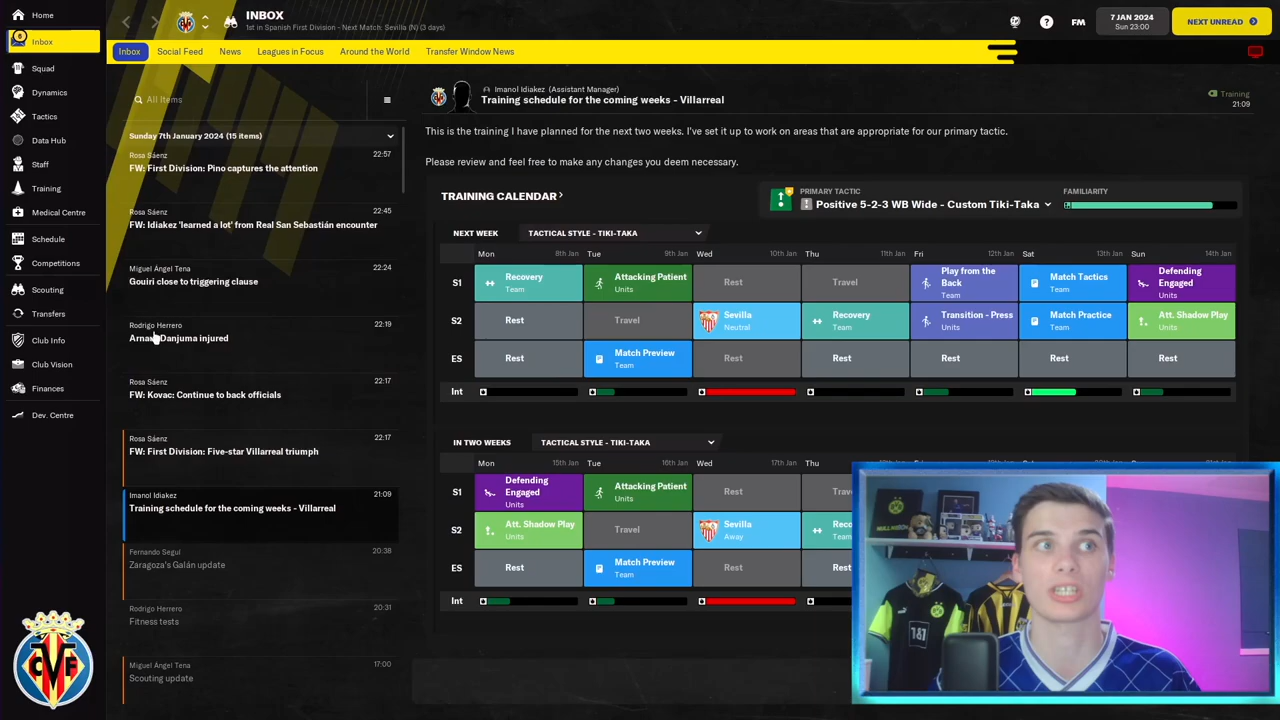 Home
Inbox
Squad
Dynamics
Tactics
Data Hub
Staff
Training
Medical Centre
Schedule
Competitions
Scouting
Transfers
Club Info
Club Vision
Finances
Dev. Centre
INBOX
1st in Spanish First Division - Next Match: Sevilla (N) (3 days)
FM
7 JAN 2024
Sun 23:00
NEXT UNREAD
Inbox
Social Feed
News
Leagues in Focus
Around the World
Transfer Window News
All Items
Sunday 7th January 2024 (15 items)
Rosa Sáenz 22:57
FW: First Division: Pino captures the attention
Rosa Sáenz 22:45
FW: Idiakez 'learned a lot' from Real San Sebastián encounter
Miguel Ángel Tena 22:24
Gouiri close to triggering clause
Rodrigo Herrero 22:19
Danjuma injured
Rosa Sáenz 22:17
FW: Kovac: Continue to back officials
Rosa Sáenz 22:17
FW: First Division: Five-star Villarreal triumph
Imanol Idiakez 21:09
Training schedule for the coming weeks - Villarreal
Fernando Seguí 20:38
Zaragoza's Galán update
Rodrigo Herrero 20:31
Fitness tests
Miguel Ángel Tena 17:00
Scouting update
Imanol Idiakez (Assistant Manager)
Training schedule for the coming weeks - Villarreal
Training
21:09
This is the training I have planned for the next two weeks. I've set it up to work on areas that are appropriate for our primary tactic.
Please review and feel free to make any changes you deem necessary.
TRAINING CALENDAR
PRIMARY TACTIC
Positive 5-2-3 WB Wide - Custom Tiki-Taka
FAMILIARITY
NEXT WEEK TACTICAL STYLE - TIKI-TAKA
Mon 8th Jan Tue 9th Jan Wed 10th Jan Thu 11th Jan Fri 12th Jan Sat 13th Jan Sun 14th Jan
S1
Recovery
Team
Attacking Patient
Units
Rest
Travel
Play from the
Back
Team
Match Tactics
Team
Defending
Engaged
Units
S2
Rest
Travel
Sevilla
Neutral
Recovery
Team
Transition - Press
Units
Match Practice
Team
Att. Shadow Play
Units
ES
Rest
Match Preview
Team
Rest
Rest
Rest
Rest
Rest
Int
IN TWO WEEKS TACTICAL STYLE - TIKI-TAKA
Mon 15th Jan Tue 16th Jan Wed 17th Jan Thu
S1
Defending
Engaged
Units
Attacking Patient
Units
Rest
Trave
S2
Att. Shadow Play
Units
Travel
Sevilla
Away
Reco
Team
ES
Rest
Match Preview
Team
Rest
Rest
Int